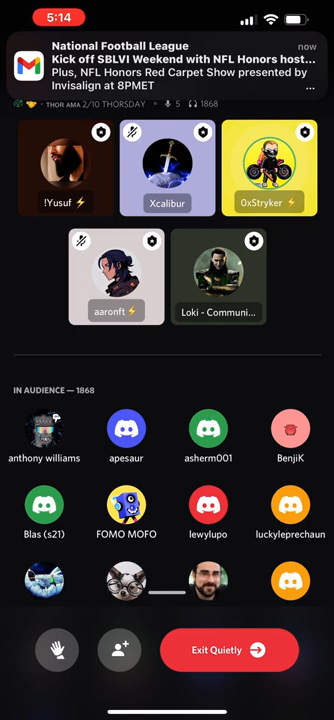 5:14
National Football League
now
Kick off SBLVI Weekend with NFL Honors host...
Plus, NFL Honors Red Carpet Show presented by
Invisalign at 8PMET
...
THOR AMA 2/10 THORSDAY • 5 1868
!Yusuf⚡
Xcalibur
0xStryker⚡
aaronft⚡
Loki - Communi...
IN AUDIENCE — 1868
anthony williams
apesaur
asherm001
BenjiK
Blas (s21)
FOMO MOFO
lewylupo
luckyleprechaun
Exit Quietly